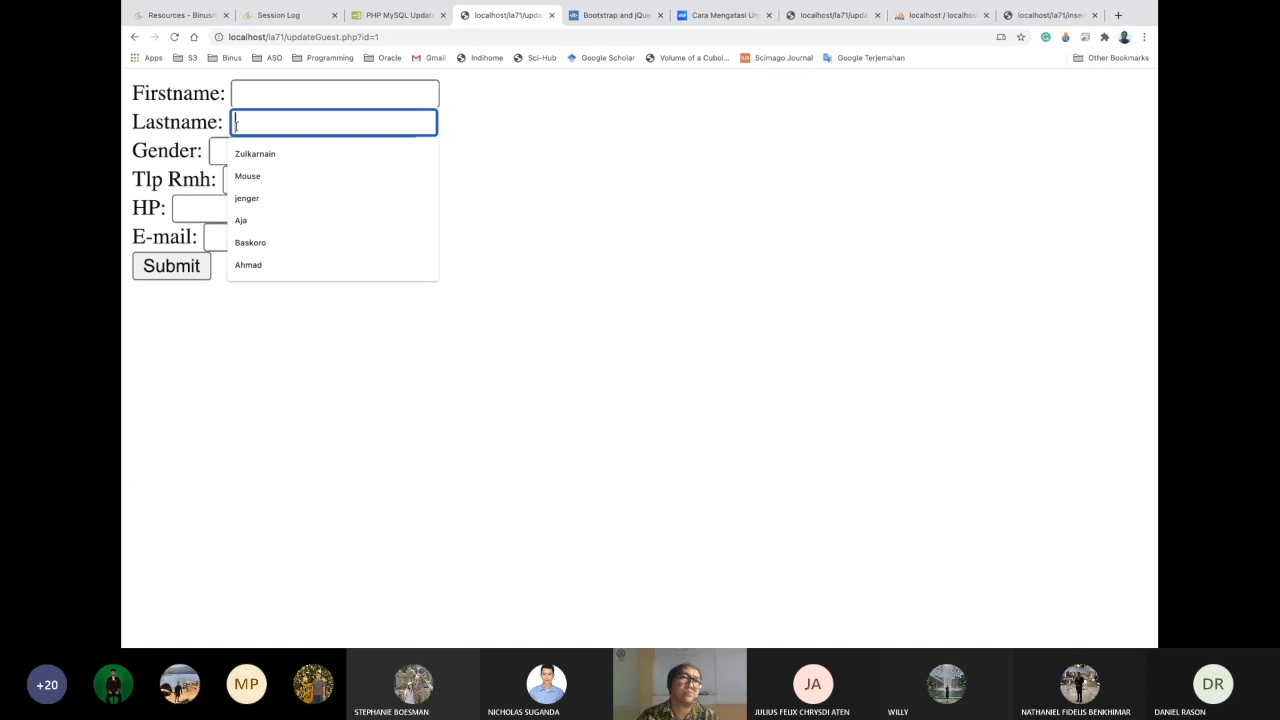 Resources - Binusm
Session Log
PHP MySQL Update
localhost/la71/upda
Bootstrap and jQue
Cara Mengatasi Un
localhost/la71/upda
localhost / localhos
localhost/la71/inser
localhost/la71/updateGuest.php?id=1
Apps
S3
Binus
ASO
Programming
Oracle
Gmail
Indihome
Sci-Hub
Google Scholar
Volume of a Cuboi...
Scimago Journal
Google Terjemahan
Other Bookmarks
Firstname:
Lastname:
Gender:
Tlp Rmh:
HP:
E-mail:
Submit
Zulkarnain
Mouse
jenger
Aja
Baskoro
Ahmad
+20
MP
STEPHANIE BOESMAN
NICHOLAS SUGANDA
JA
JULIUS FELIX CHRYSDI ATEN
WILLY
NATHANIEL FIDELIS BENKHIMAR
DR
DANIEL RASON